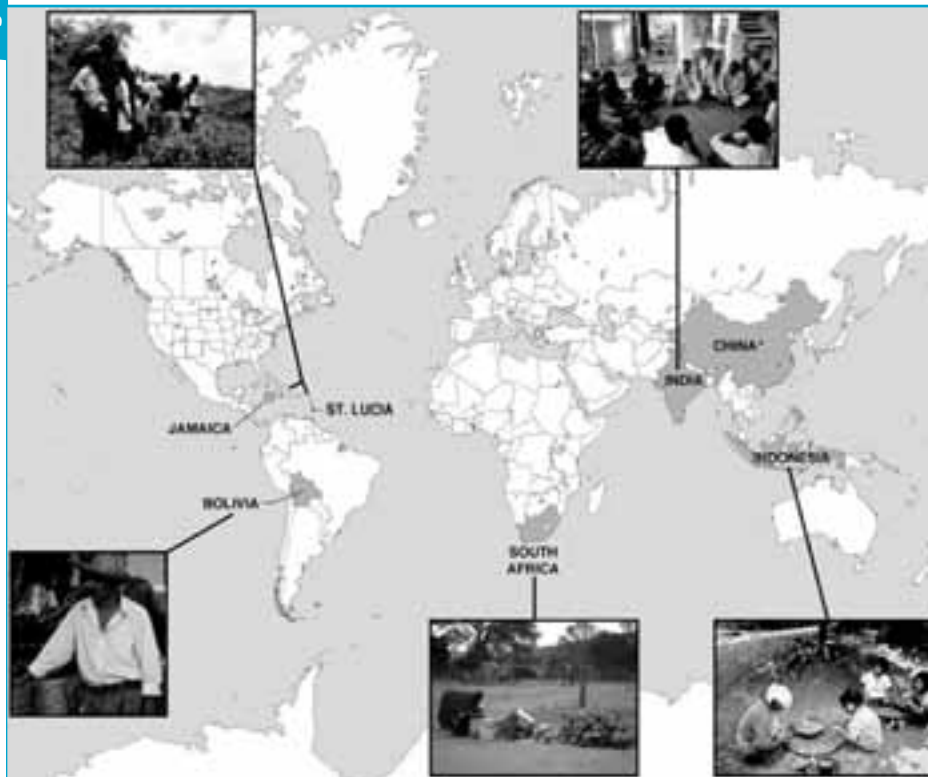 CHINA*
INDIA
ST. LUCIA
JAMAICA
INDONESIA
BOLIVIA
SOUTH
AFRICA